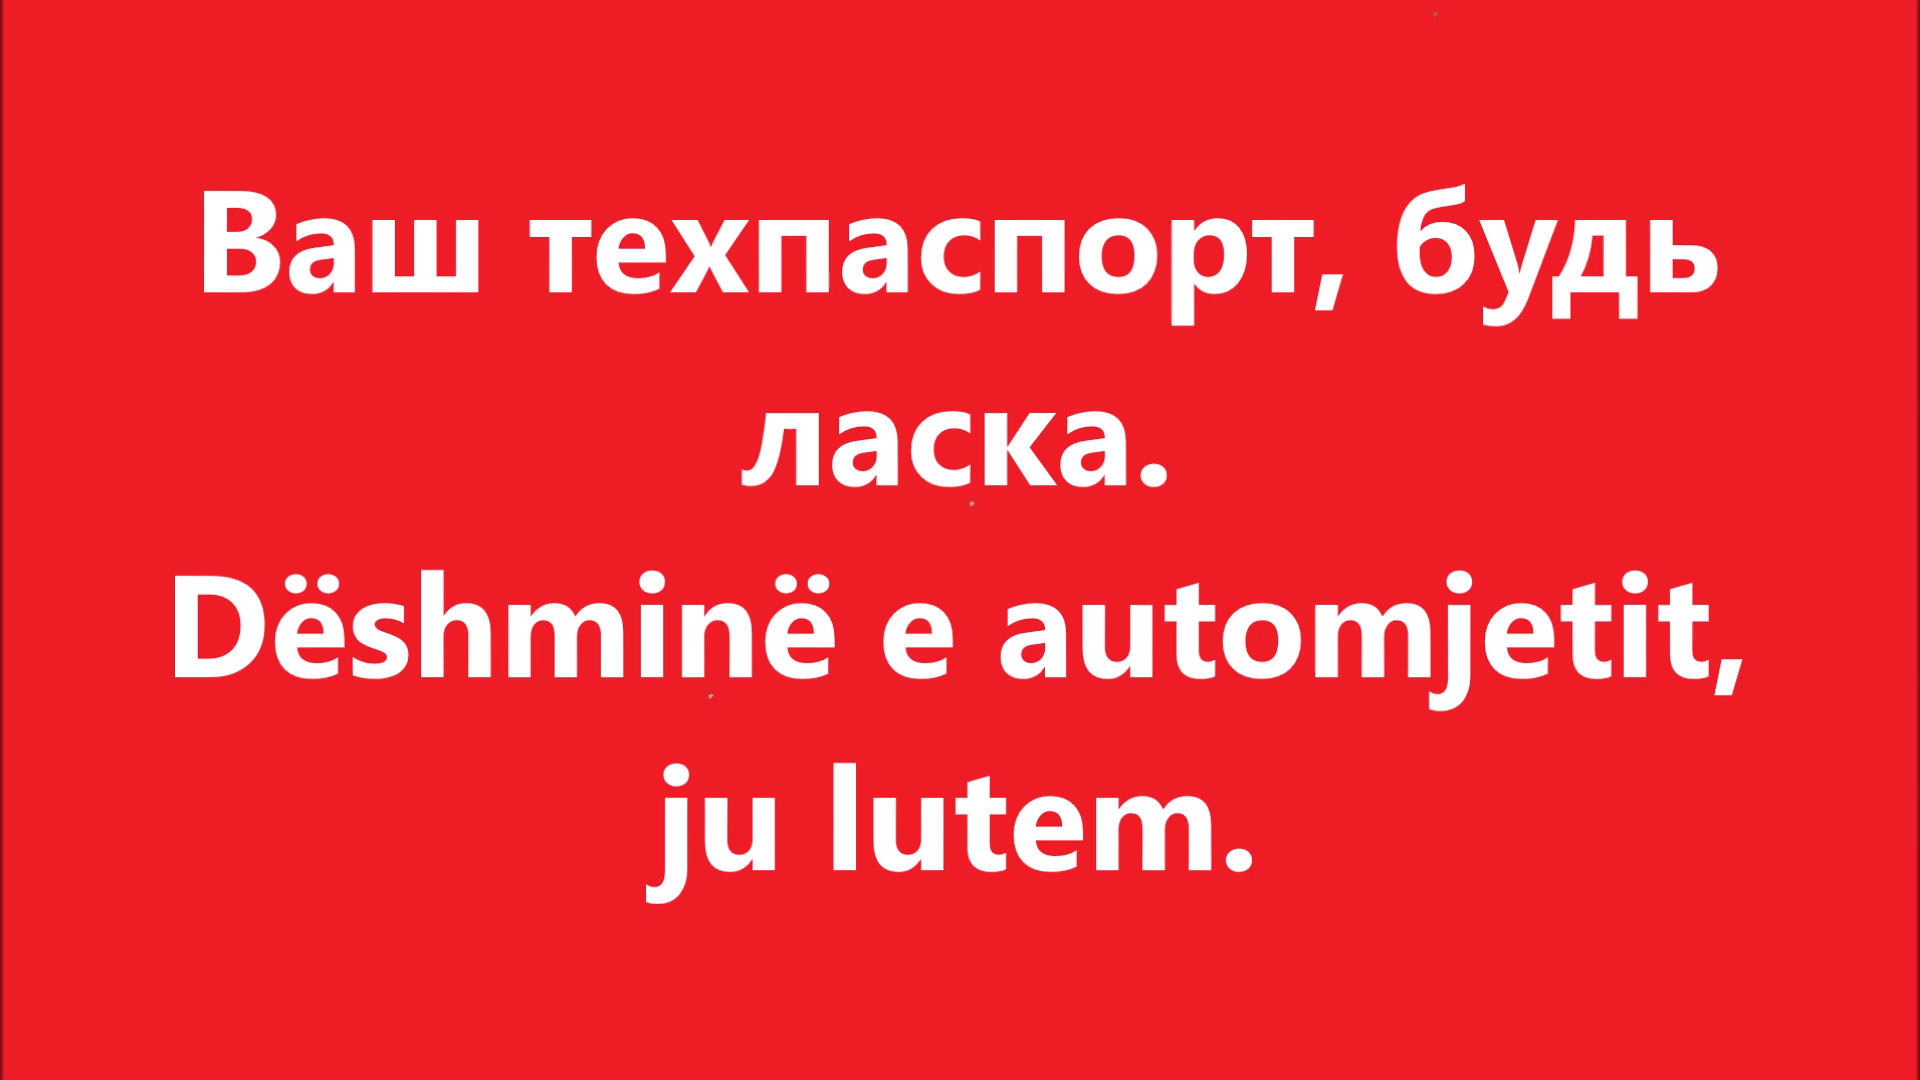 Ваш техпаспорт, будь
ласка.
Dëshminë e automjetit,
ju lutem.